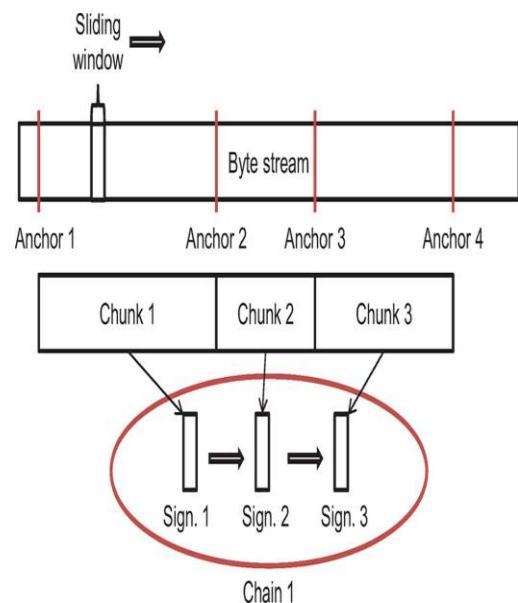 Sliding
window
Byte stream
Anchor 1 Anchor 2 Anchor 3 Anchor 4
Chunk 1 Chunk 2 Chunk 3
Sign. 1 Sign. 2 Sign. 3
Chain 1